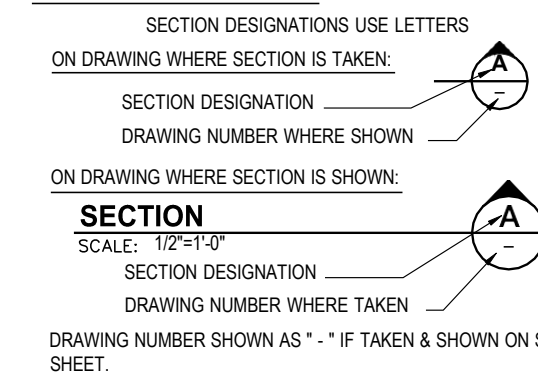 SECTION DESIGNATIONS USE LETTERS
ON DRAWING WHERE SECTION IS TAKEN:
A
SECTION DESIGNATION
–
DRAWING NUMBER WHERE SHOWN
ON DRAWING WHERE SECTION IS SHOWN:
SECTION
A
SCALE: 1/2"=1'-0"
–
SECTION DESIGNATION
DRAWING NUMBER WHERE TAKEN
DRAWING NUMBER SHOWN AS " - " IF TAKEN & SHOWN ON
SHEET.